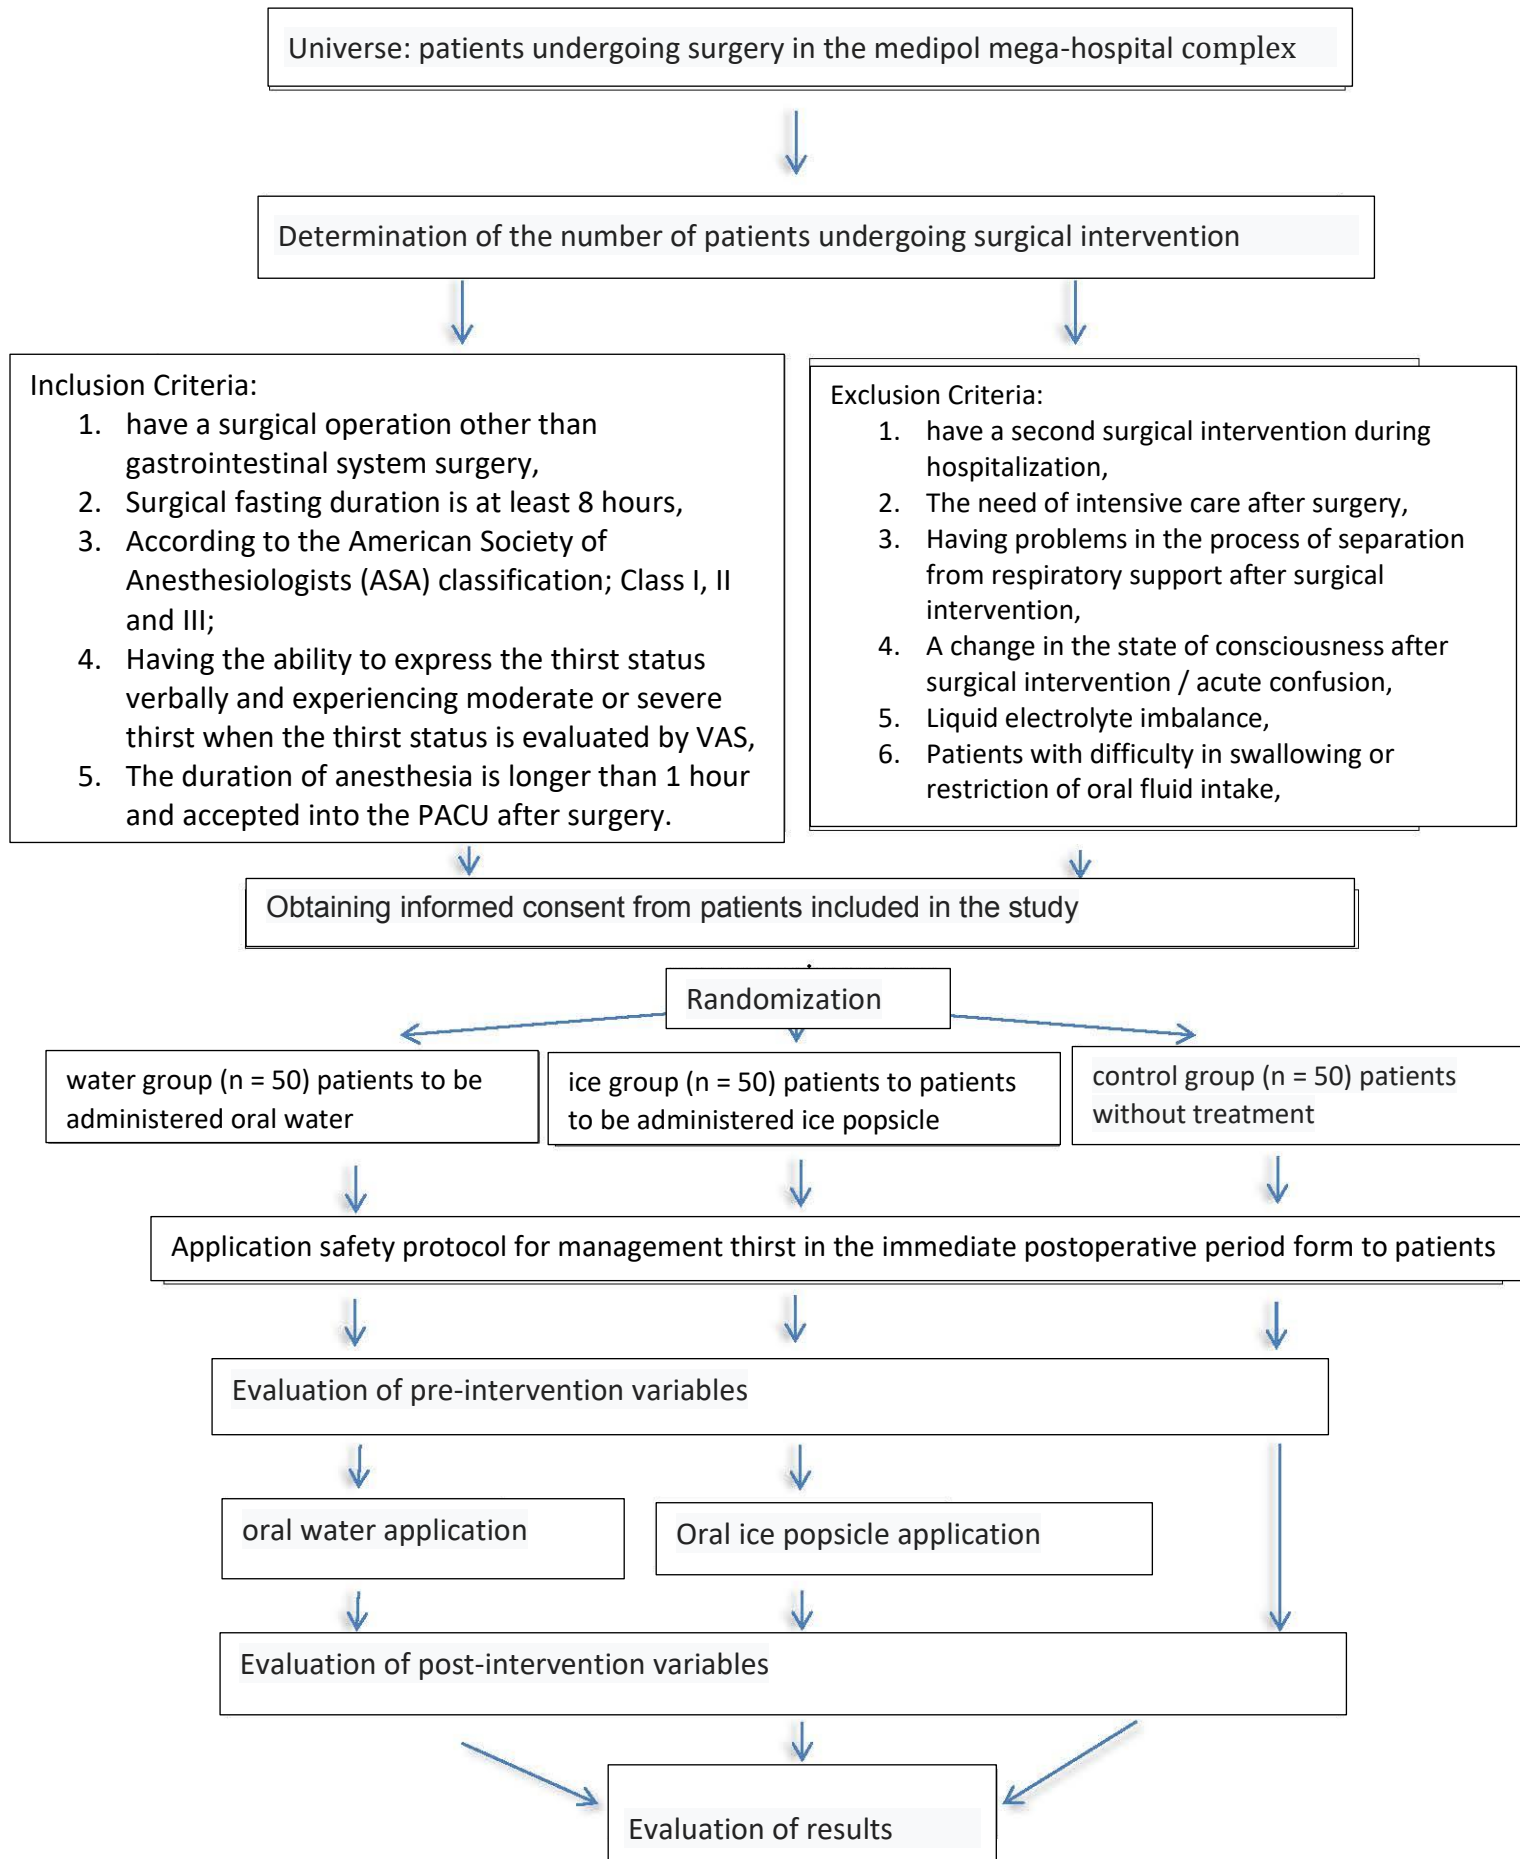 Universe: patients undergoing surgery in the medipol mega-hospital complex
Determination of the number of patients undergoing surgical intervention
Inclusion Criteria:
1. have a surgical operation other than
gastrointestinal system surgery,
2. Surgical fasting duration is at least 8 hours,
3. According to the American Society of
Anesthesiologists (ASA) classification; Class I, II
and III;
4. Having the ability to express the thirst status
verbally and experiencing moderate or severe
thirst when the thirst status is evaluated by VAS,
5. The duration of anesthesia is longer than 1 hour
and accepted into the PACU after surgery.
Exclusion Criteria:
1. have a second surgical intervention during
hospitalization,
2. The need of intensive care after surgery,
3. Having problems in the process of separation
from respiratory support after surgical
intervention,
4. A change in the state of consciousness after
surgical intervention / acute confusion,
5. Liquid electrolyte imbalance,
6. Patients with difficulty in swallowing or
restriction of oral fluid intake,
Obtaining informed consent from patients included in the study
Randomization
water group (n = 50) patients to be
administered oral water
ice group (n = 50) patients to patients
to be administered ice popsicle
control group (n = 50) patients
without treatment
Application safety protocol for management thirst in the immediate postoperative period form to patients
Evaluation of pre-intervention variables
oral water application
Oral ice popsicle application
Evaluation of post-intervention variables
Evaluation of results